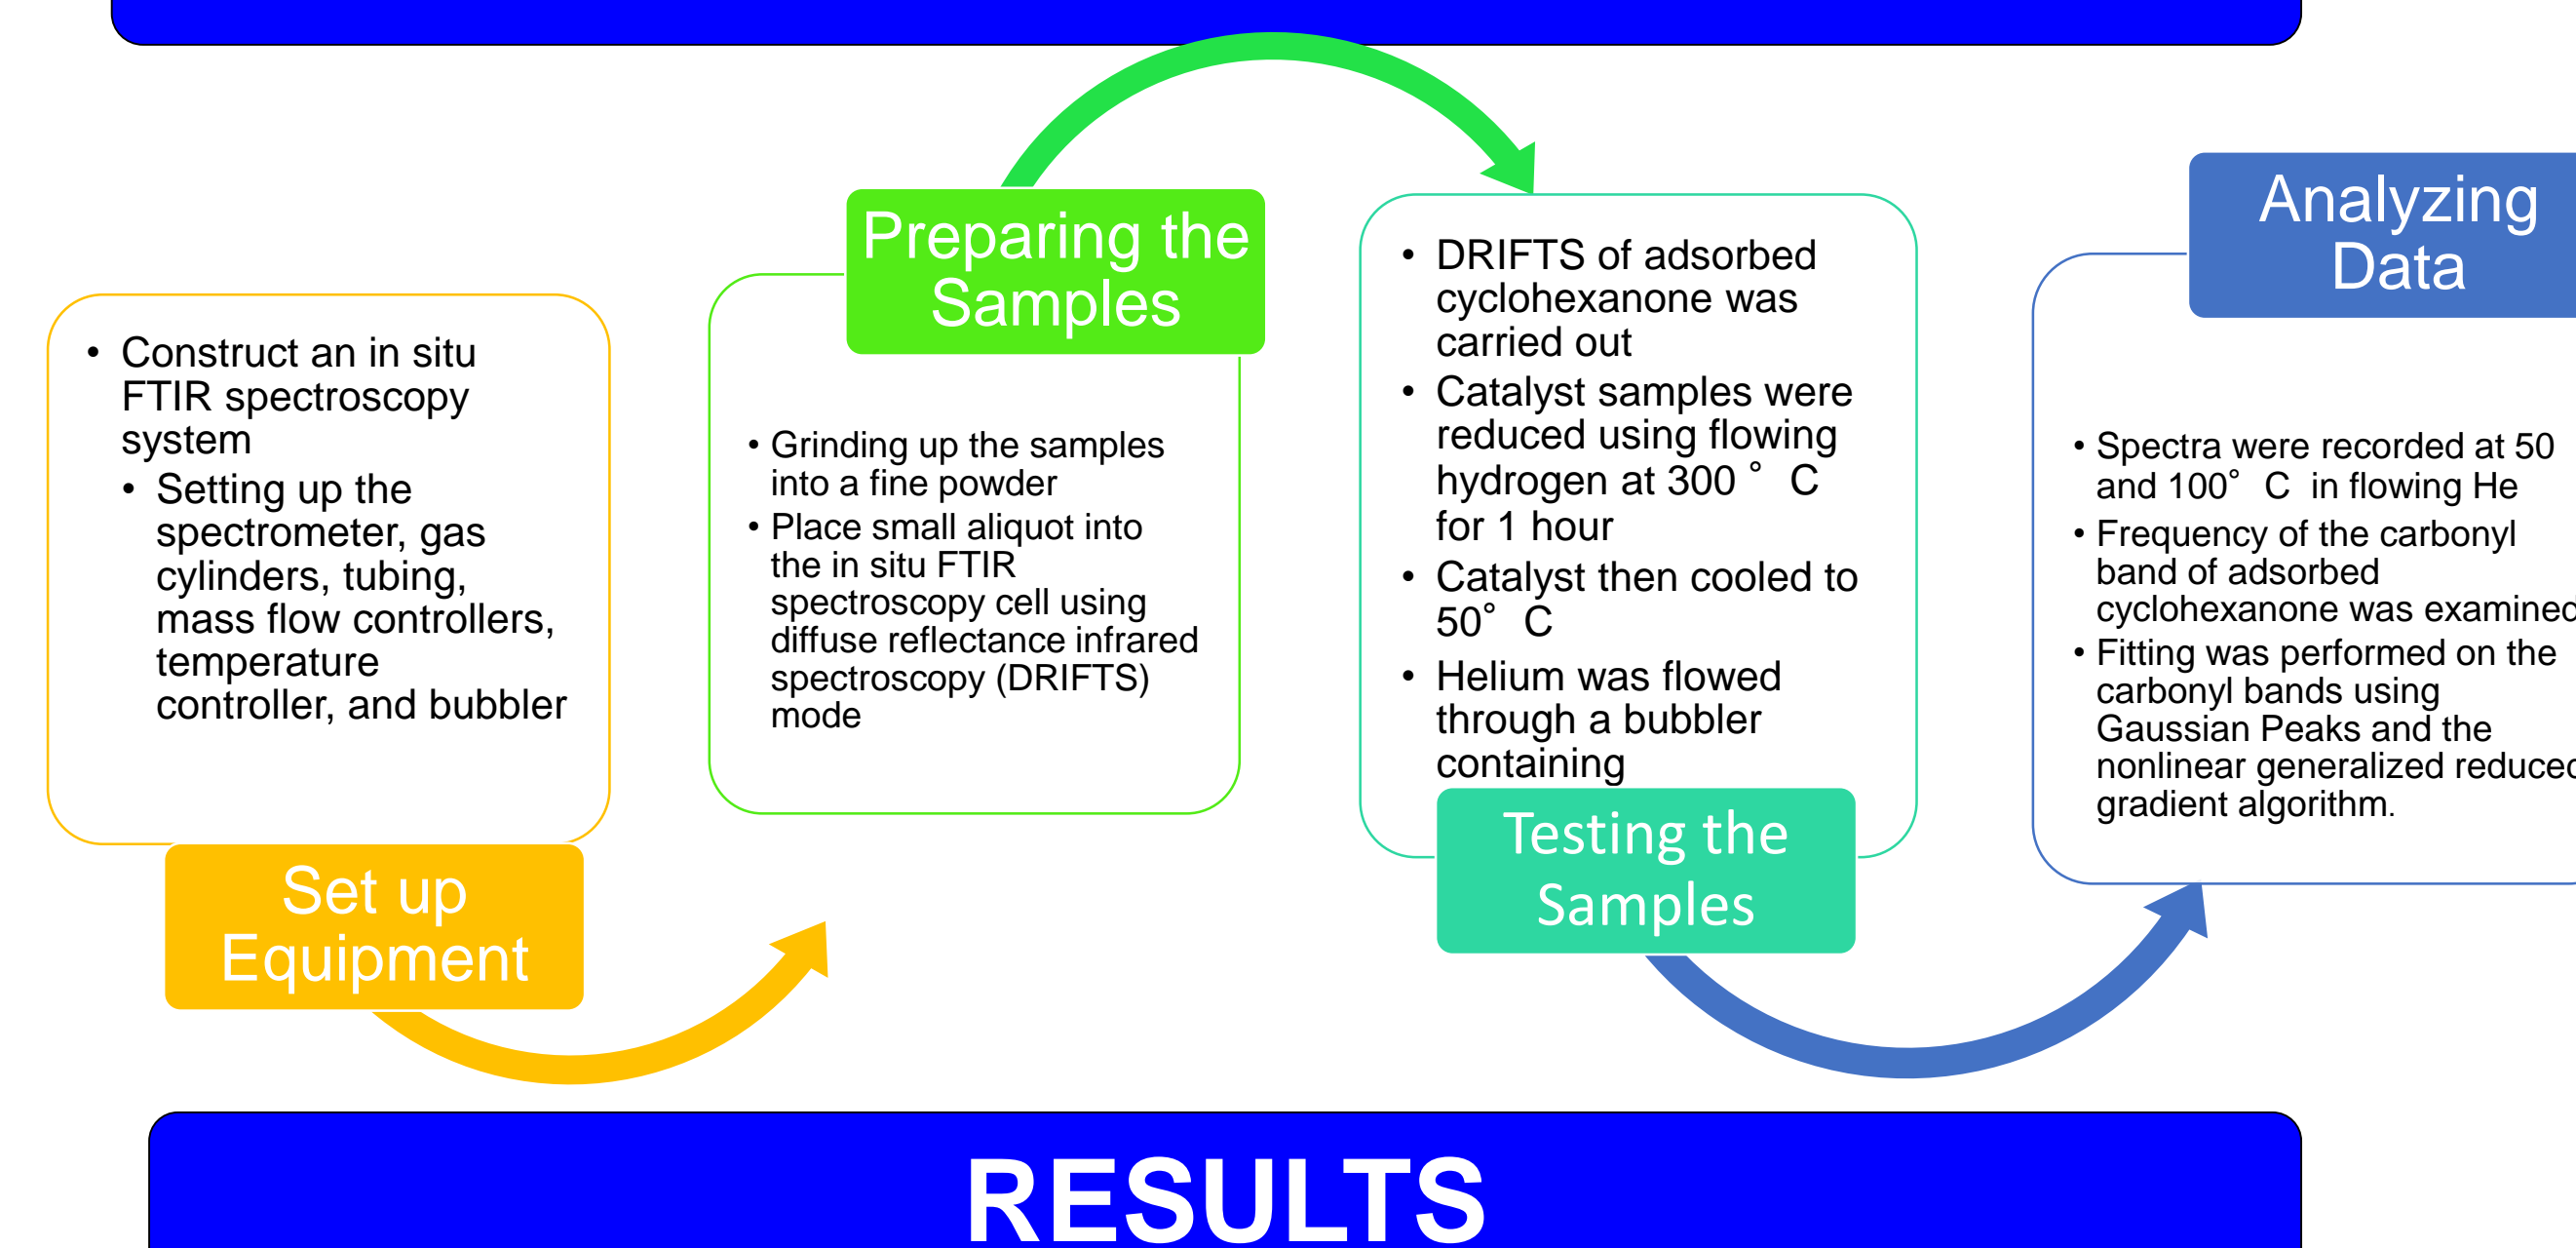 • Construct an in situ
FTIR spectroscopy
system
• Setting up the
spectrometer, gas
cylinders, tubing,
mass flow controllers,
temperature
controller, and bubbler
Set up
Equipment
Preparing the
Samples
• Grinding up the samples
into a fine powder
• Place small aliquot into
the in situ FTIR
spectroscopy cell using
diffuse reflectance infrared
spectroscopy (DRIFTS)
mode
• DRIFTS of adsorbed
cyclohexanone was
carried out
• Catalyst samples were
reduced using flowing
hydrogen at 300 ° C
for 1 hour
• Catalyst then cooled to
50° C
• Helium was flowed
through a bubbler
containing
Testing the
Samples
Analyzing
Data
• Spectra were recorded at 50
and 100° C in flowing He
• Frequency of the carbonyl
band of adsorbed
cyclohexanone was examined
• Fitting was performed on the
carbonyl bands using
Gaussian Peaks and the
nonlinear generalized reduced
gradient algorithm.
RESULTS